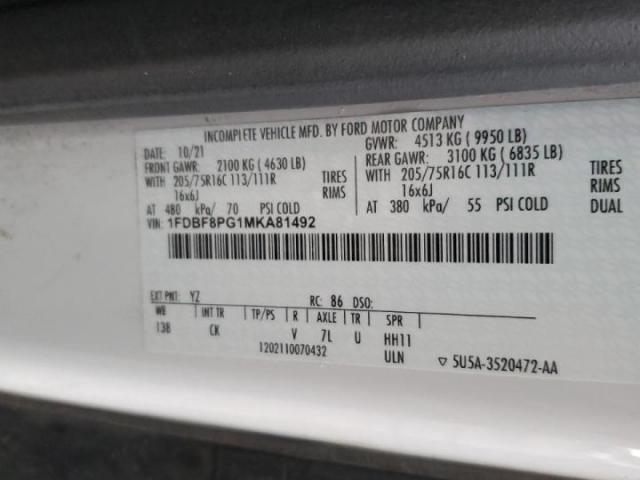 INCOMPLETE VEHICLE MFD. BY FORD MOTOR COMPANY
DATE: 10/21 GVWR: 4513 KG ( 9950 LB)
FRONT GAWR: 2100 KG ( 4630 LB) REAR GAWR: 3100 KG ( 6835 LB)
WITH 205/75R16C 113/111R TIRES WITH 205/75R16C 113/111R TIRES
16x6J RIMS 16x6J RIMS
AT 480 kPa/ 70 PSI COLD AT 380 kPa/ 55 PSI COLD DUAL
VIN: 1FDBF8PG1MKA81492
EXT PNT: YZ RC: 86 DSO:
WB INT TR TP/PS R AXLE TR SPR
138 CK V 7L U HH11
1202110070432 ULN ▽ 5U5A-3520472-AA